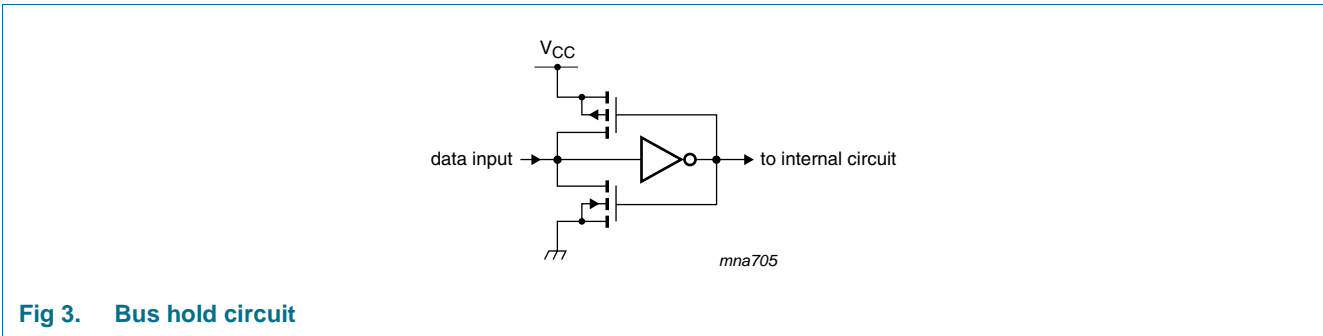 VCC
data input
to internal circuit
mna705
Fig 3. Bus hold circuit